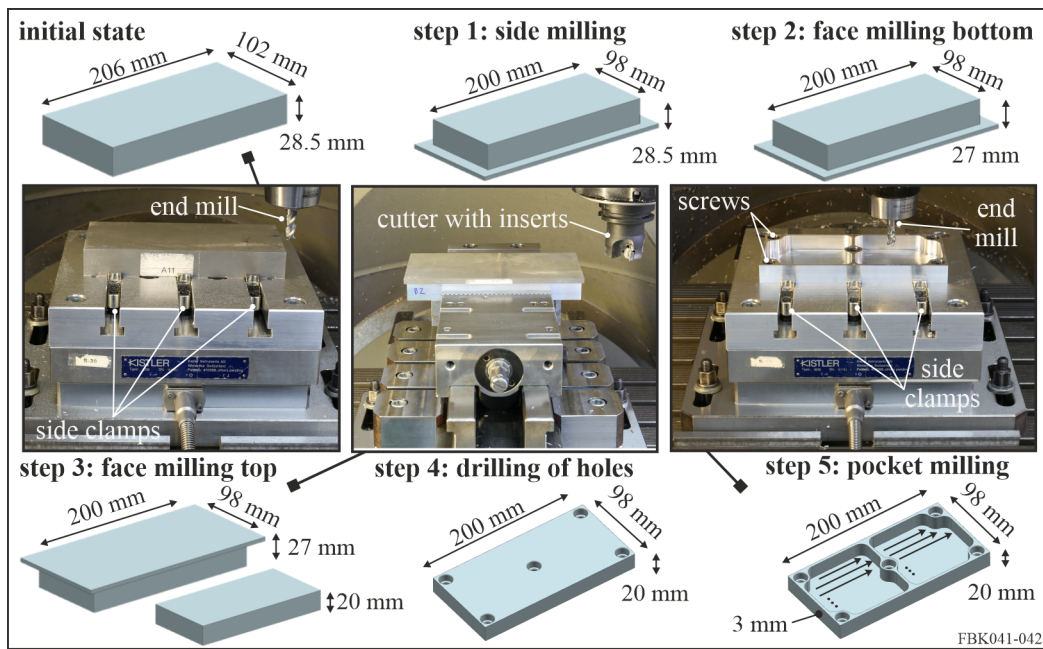 initial state
206 mm
102 mm
28.5 mm
step 1: side milling
200 mm
98 mm
28.5 mm
step 2: face milling bottom
200 mm
98 mm
27 mm
end mill
A11
KISTLER
side clamps
cutter with inserts
screws
end
mill
KISTLER
side
clamps
step 3: face milling top
200 mm
98 mm
27 mm
20 mm
step 4: drilling of holes
200 mm
98 mm
20 mm
step 5: pocket milling
200 mm
98 mm
20 mm
3 mm
FBK041-042